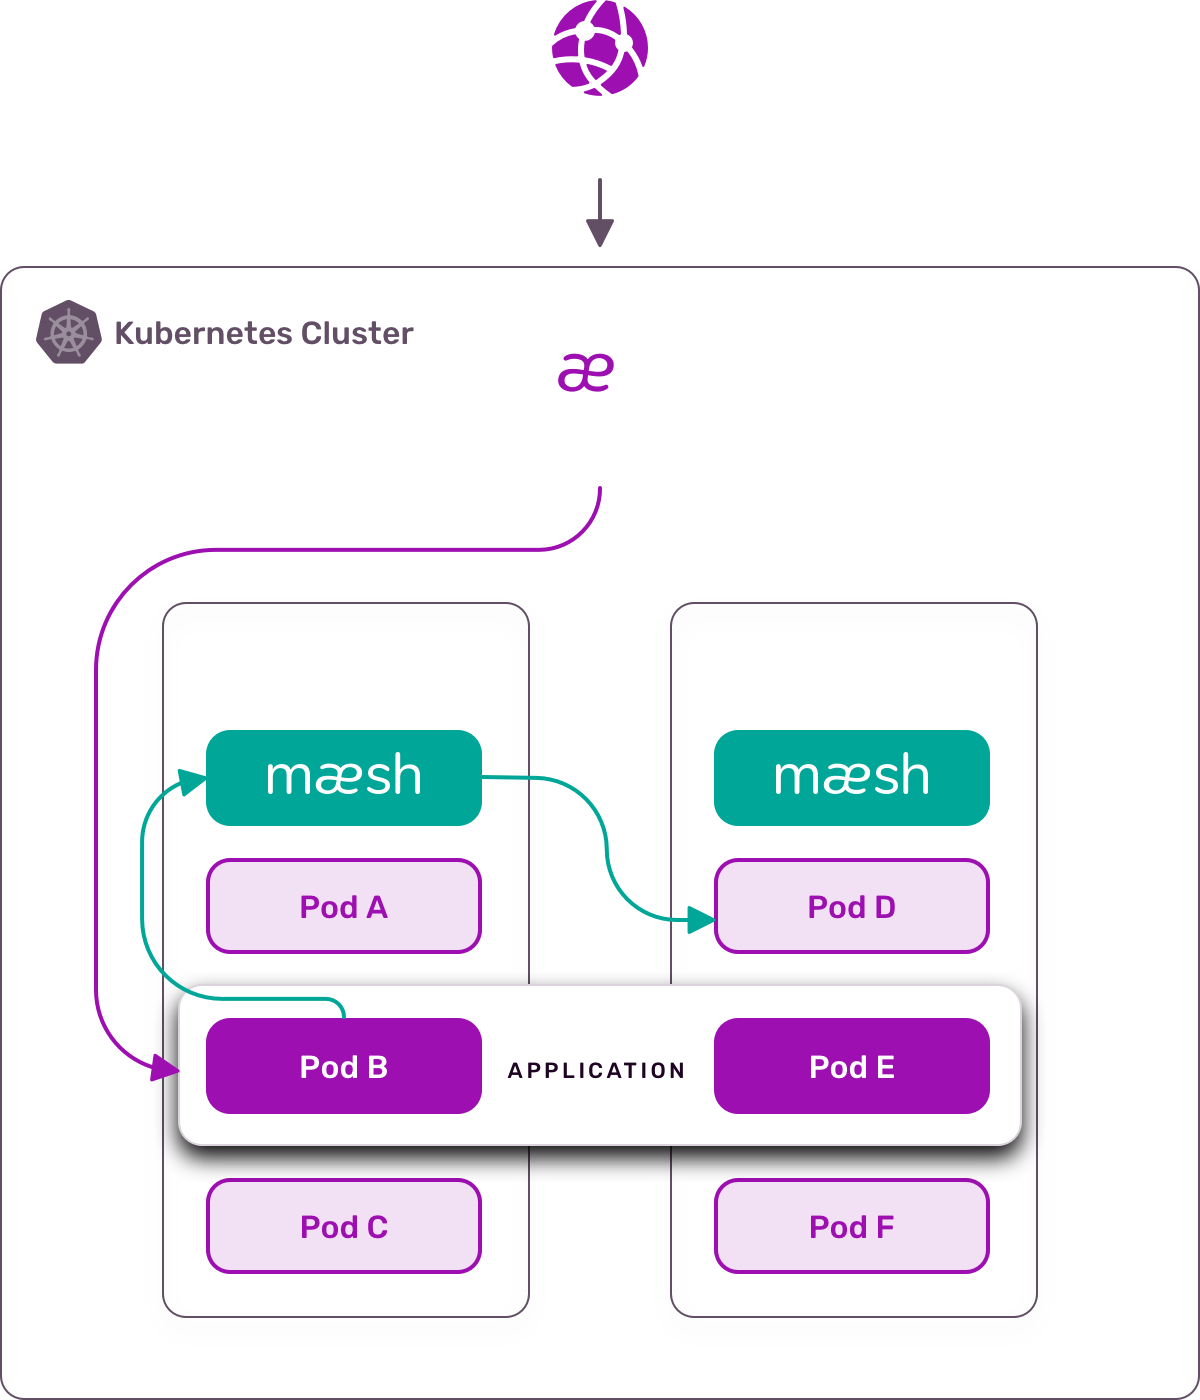 Kubernetes Cluster
æ
mæsh
mæsh
Pod A
Pod D
Pod B
APPLICATION
Pod E
Pod C
Pod F